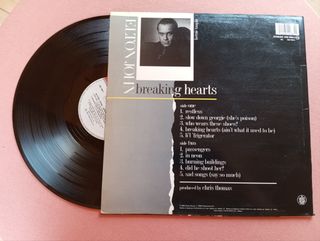 ELTON JOHN
breaking hearts
side one
1. restless
2. slow down georgie (she's poison)
3. who wears these shoes?
4. breaking hearts (ain't what it used to be)
5. li'l 'frigerator
side two
1. passengers
2. in neon
3. burning buildings
4. did he shoot her?
5. sad songs (say so much)
produced by chris thomas